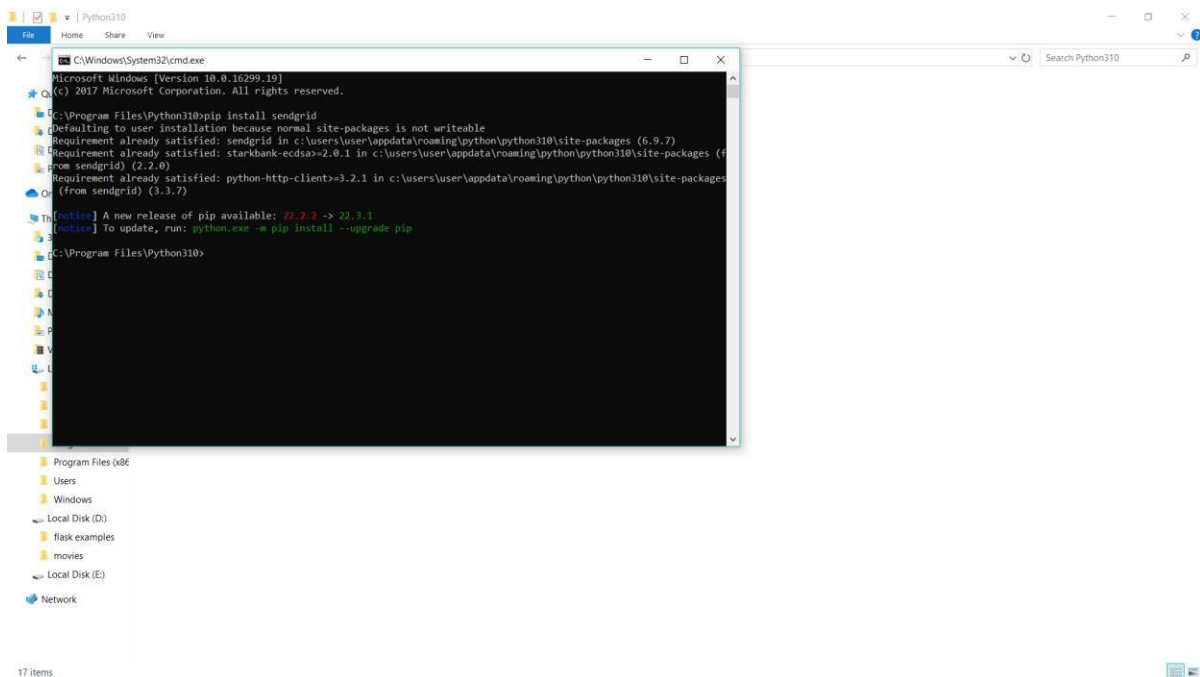 Python310
File Home Share View
Search Python310
C:\Windows\System32\cmd.exe
Microsoft Windows [Version 10.0.16299.19]
(c) 2017 Microsoft Corporation. All rights reserved.
C:\Program Files\Python310>pip install sendgrid
Defaulting to user installation because normal site-packages is not writeable
Requirement already satisfied: sendgrid in c:\users\user\appdata\roaming\python\python310\site-packages (6.9.7)
Requirement already satisfied: starkbank-ecdsa>=2.0.1 in c:\users\user\appdata\roaming\python\python310\site-packages (f
rom sendgrid) (2.2.0)
Requirement already satisfied: python-http-client>=3.2.1 in c:\users\user\appdata\roaming\python\python310\site-packages
(from sendgrid) (3.3.7)
[notice] A new release of pip available: 22.2.2 -> 22.3.1
[notice] To update, run: python.exe -m pip install --upgrade pip
C:\Program Files\Python310>
Program Files (x86
Users
Windows
Local Disk (D:)
flask examples
movies
Local Disk (E:)
Network
17 items